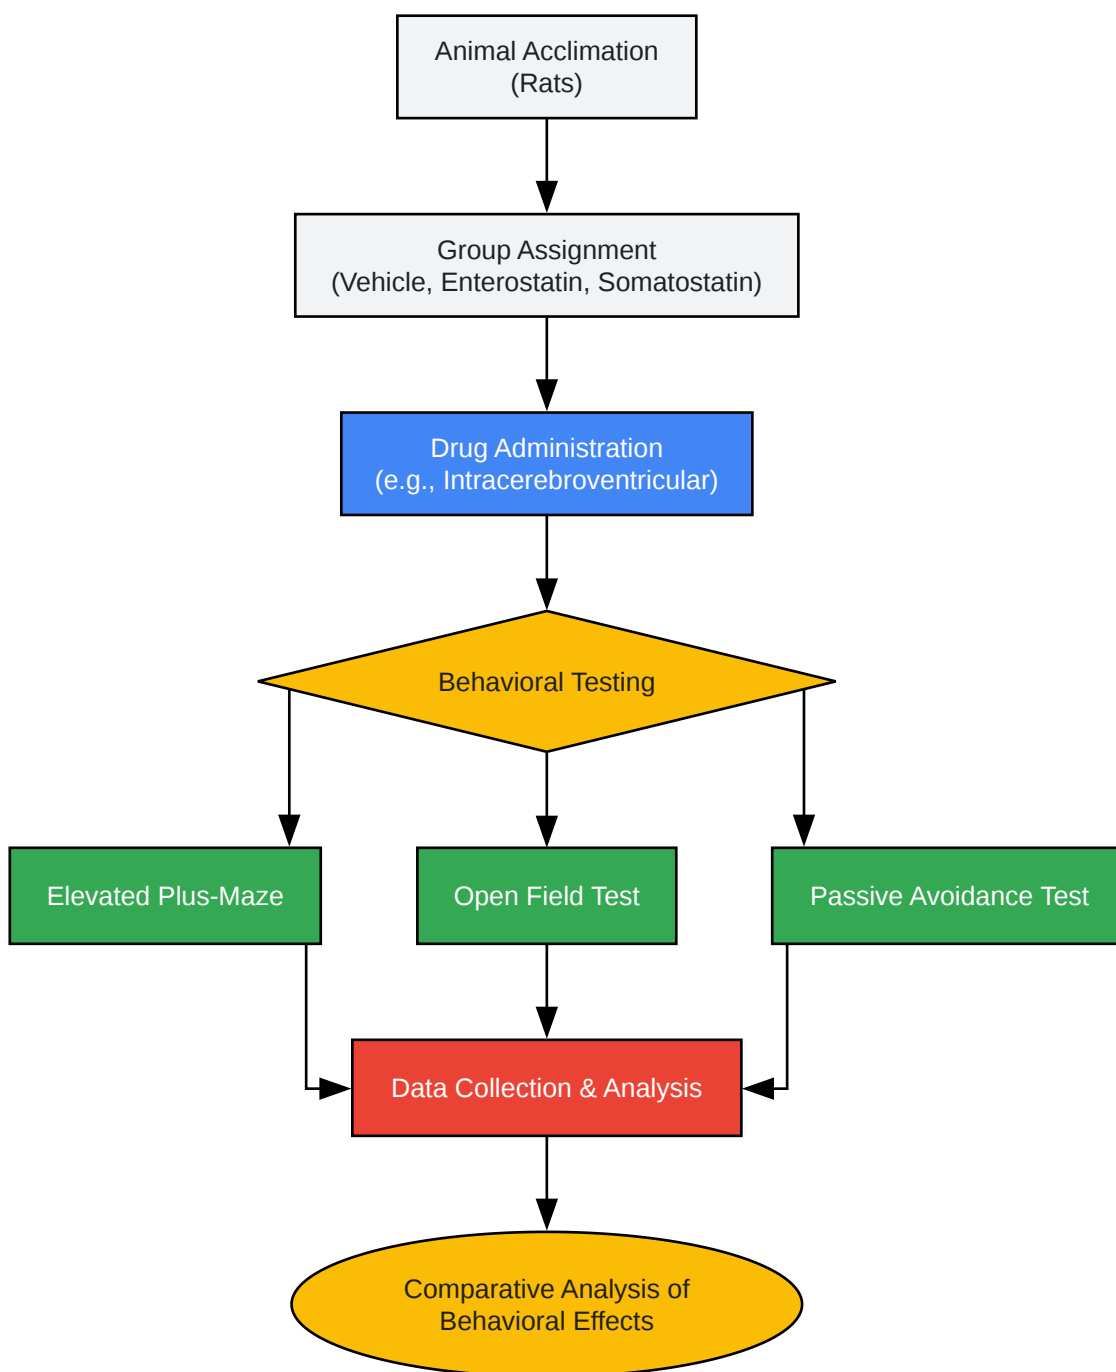 Animal Acclimation
(Rats)
Group Assignment
(Vehicle, Enterostatin, Somatostatin)
Drug Administration
(e.g., Intracerebroventricular)
Behavioral Testing
Elevated Plus-Maze
Open Field Test
Passive Avoidance Test
Data Collection & Analysis
Comparative Analysis of
Behavioral Effects